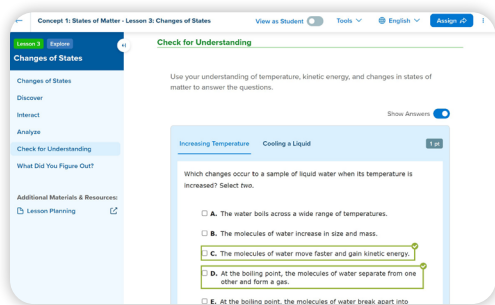 Concept 1: States of Matter - Lesson 3: Changes of States
View as Student
Tools
English
Assign
Lesson 3 Explore
Changes of States
Changes of States
Discover
Interact
Analyze
Check for Understanding
What Did You Figure Out?
Additional Materials & Resources:
Lesson Planning
Check for Understanding
Use your understanding of temperature, kinetic energy, and changes in states of
matter to answer the questions.
Show Answers
Increasing Temperature Cooling a Liquid 1 pt
Which changes occur to a sample of liquid water when its temperature is
increased? Select two.
A. The water boils across a wide range of temperatures.
B. The molecules of water increase in size and mass.
C. The molecules of water move faster and gain kinetic energy.
D. At the boiling point, the molecules of water separate from one
other and form a gas.
E. At the boiling point, the molecules of water break apart into